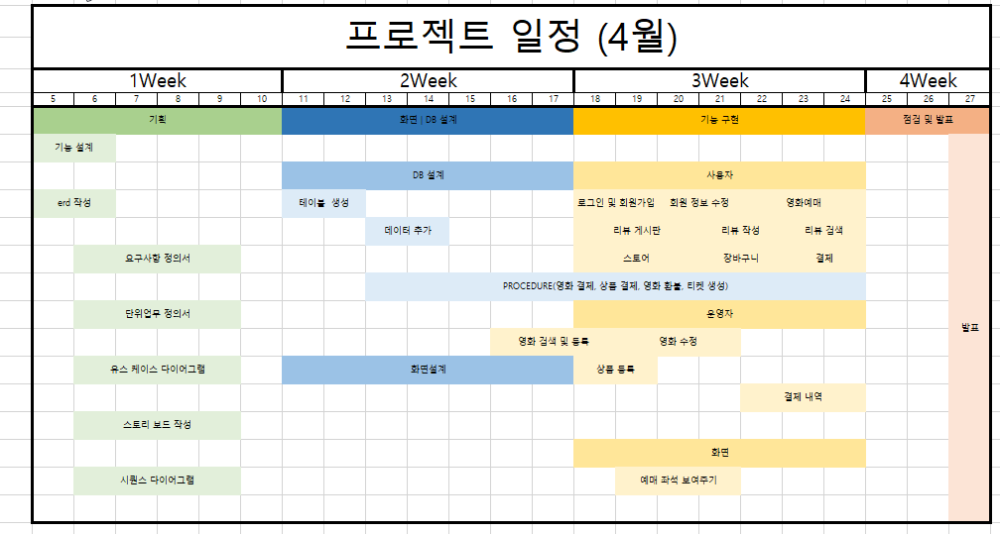 프로젝트 일정 (4월)
1Week 2Week 3Week 4Week
5 6 7 8 9 10 11 12 13 14 15 16 17 18 19 20 21 22 23 24 25 26 27
기획 화면 | DB 설계 기능 구현 점검 및 발표
기능 설계
DB 설계 사용자
erd 작성 테이블 생성 로그인 및 회원가입 회원 정보 수정 영화예매
데이터 추가 리뷰 게시판 리뷰 작성 리뷰 검색
요구사항 정의서 스토어 장바구니 결제
PROCEDURE(영화 결제, 상품 결제, 영화 환불, 티켓 생성)
단위업무 정의서 운영자
발표
영화 검색 및 등록 영화 수정
유스 케이스 다이어그램 화면설계 상품 등록
결제 내역
스토리 보드 작성
화면
시퀀스 다이어그램 예매 좌석 보여주기